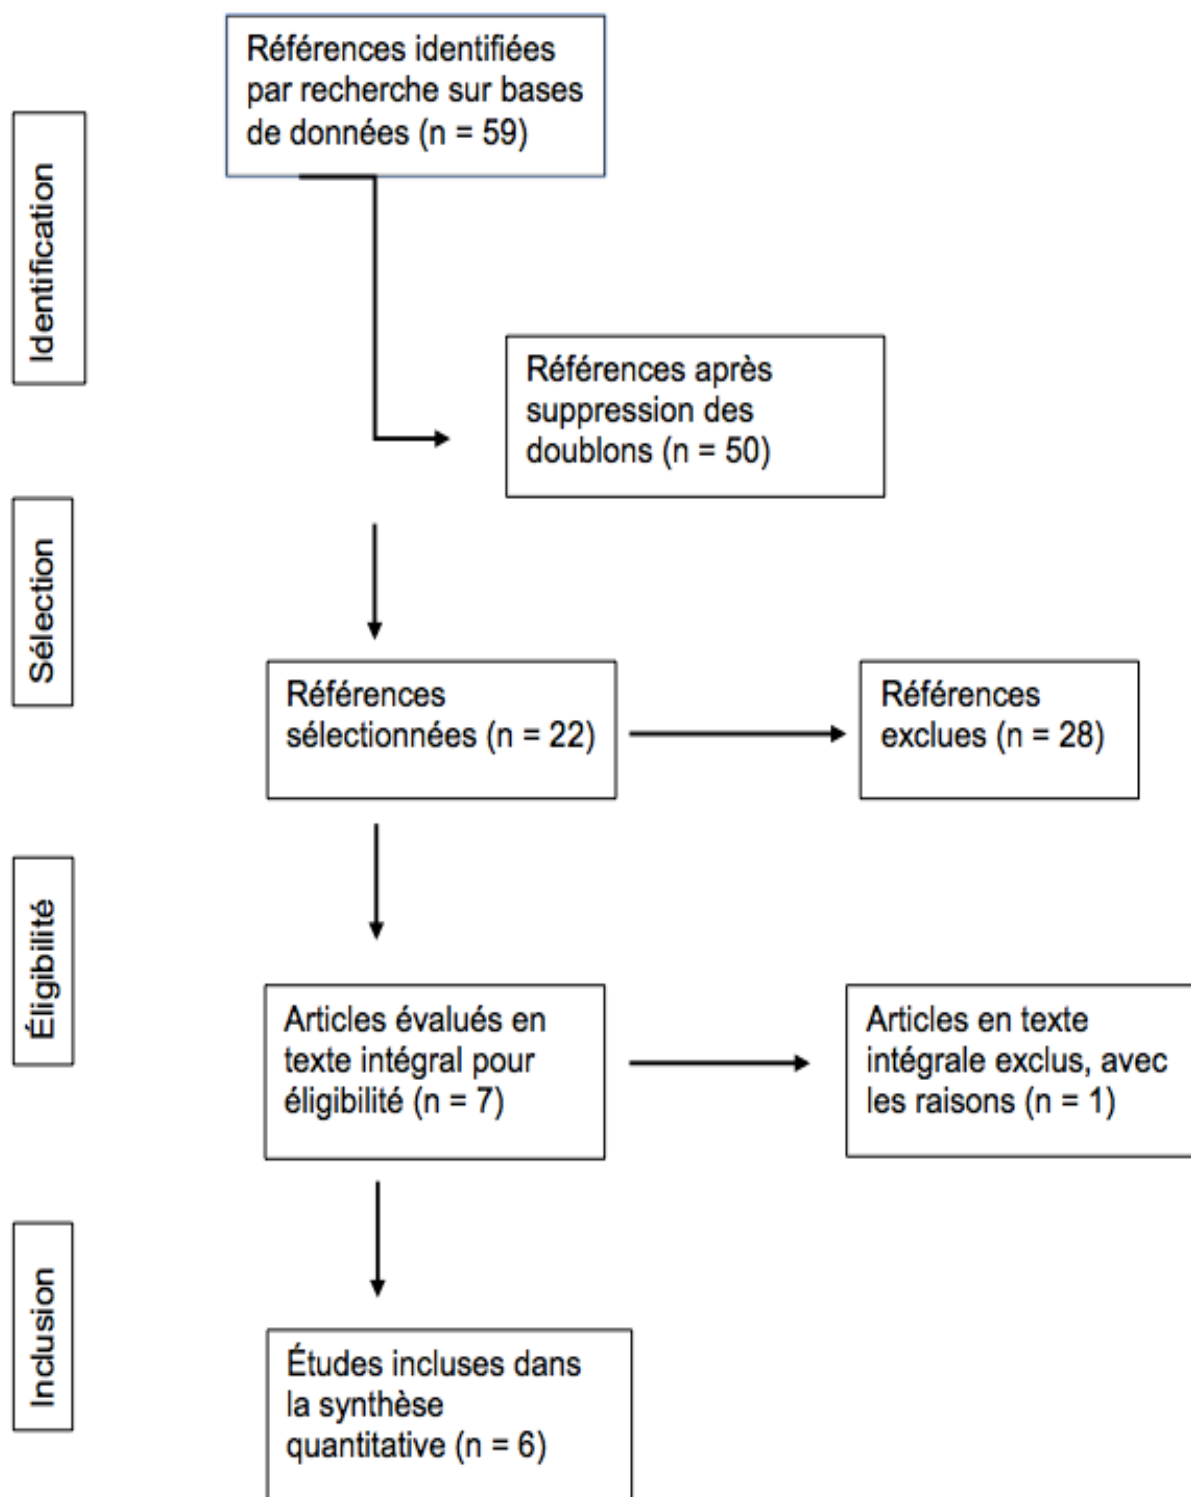 Références identifiées
par recherche sur bases
de données (n = 59)
Identification
Références après
suppression des
doublons (n = 50)
Sélection
Références
sélectionnées (n = 22)
Références
exclues (n = 28)
Éligibilité
Articles évalués en
texte intégral pour
éligibilité (n = 7)
Articles en texte
intégrale exclus, avec
les raisons (n = 1)
Inclusion
Études incluses dans
la synthèse
quantitative (n = 6)